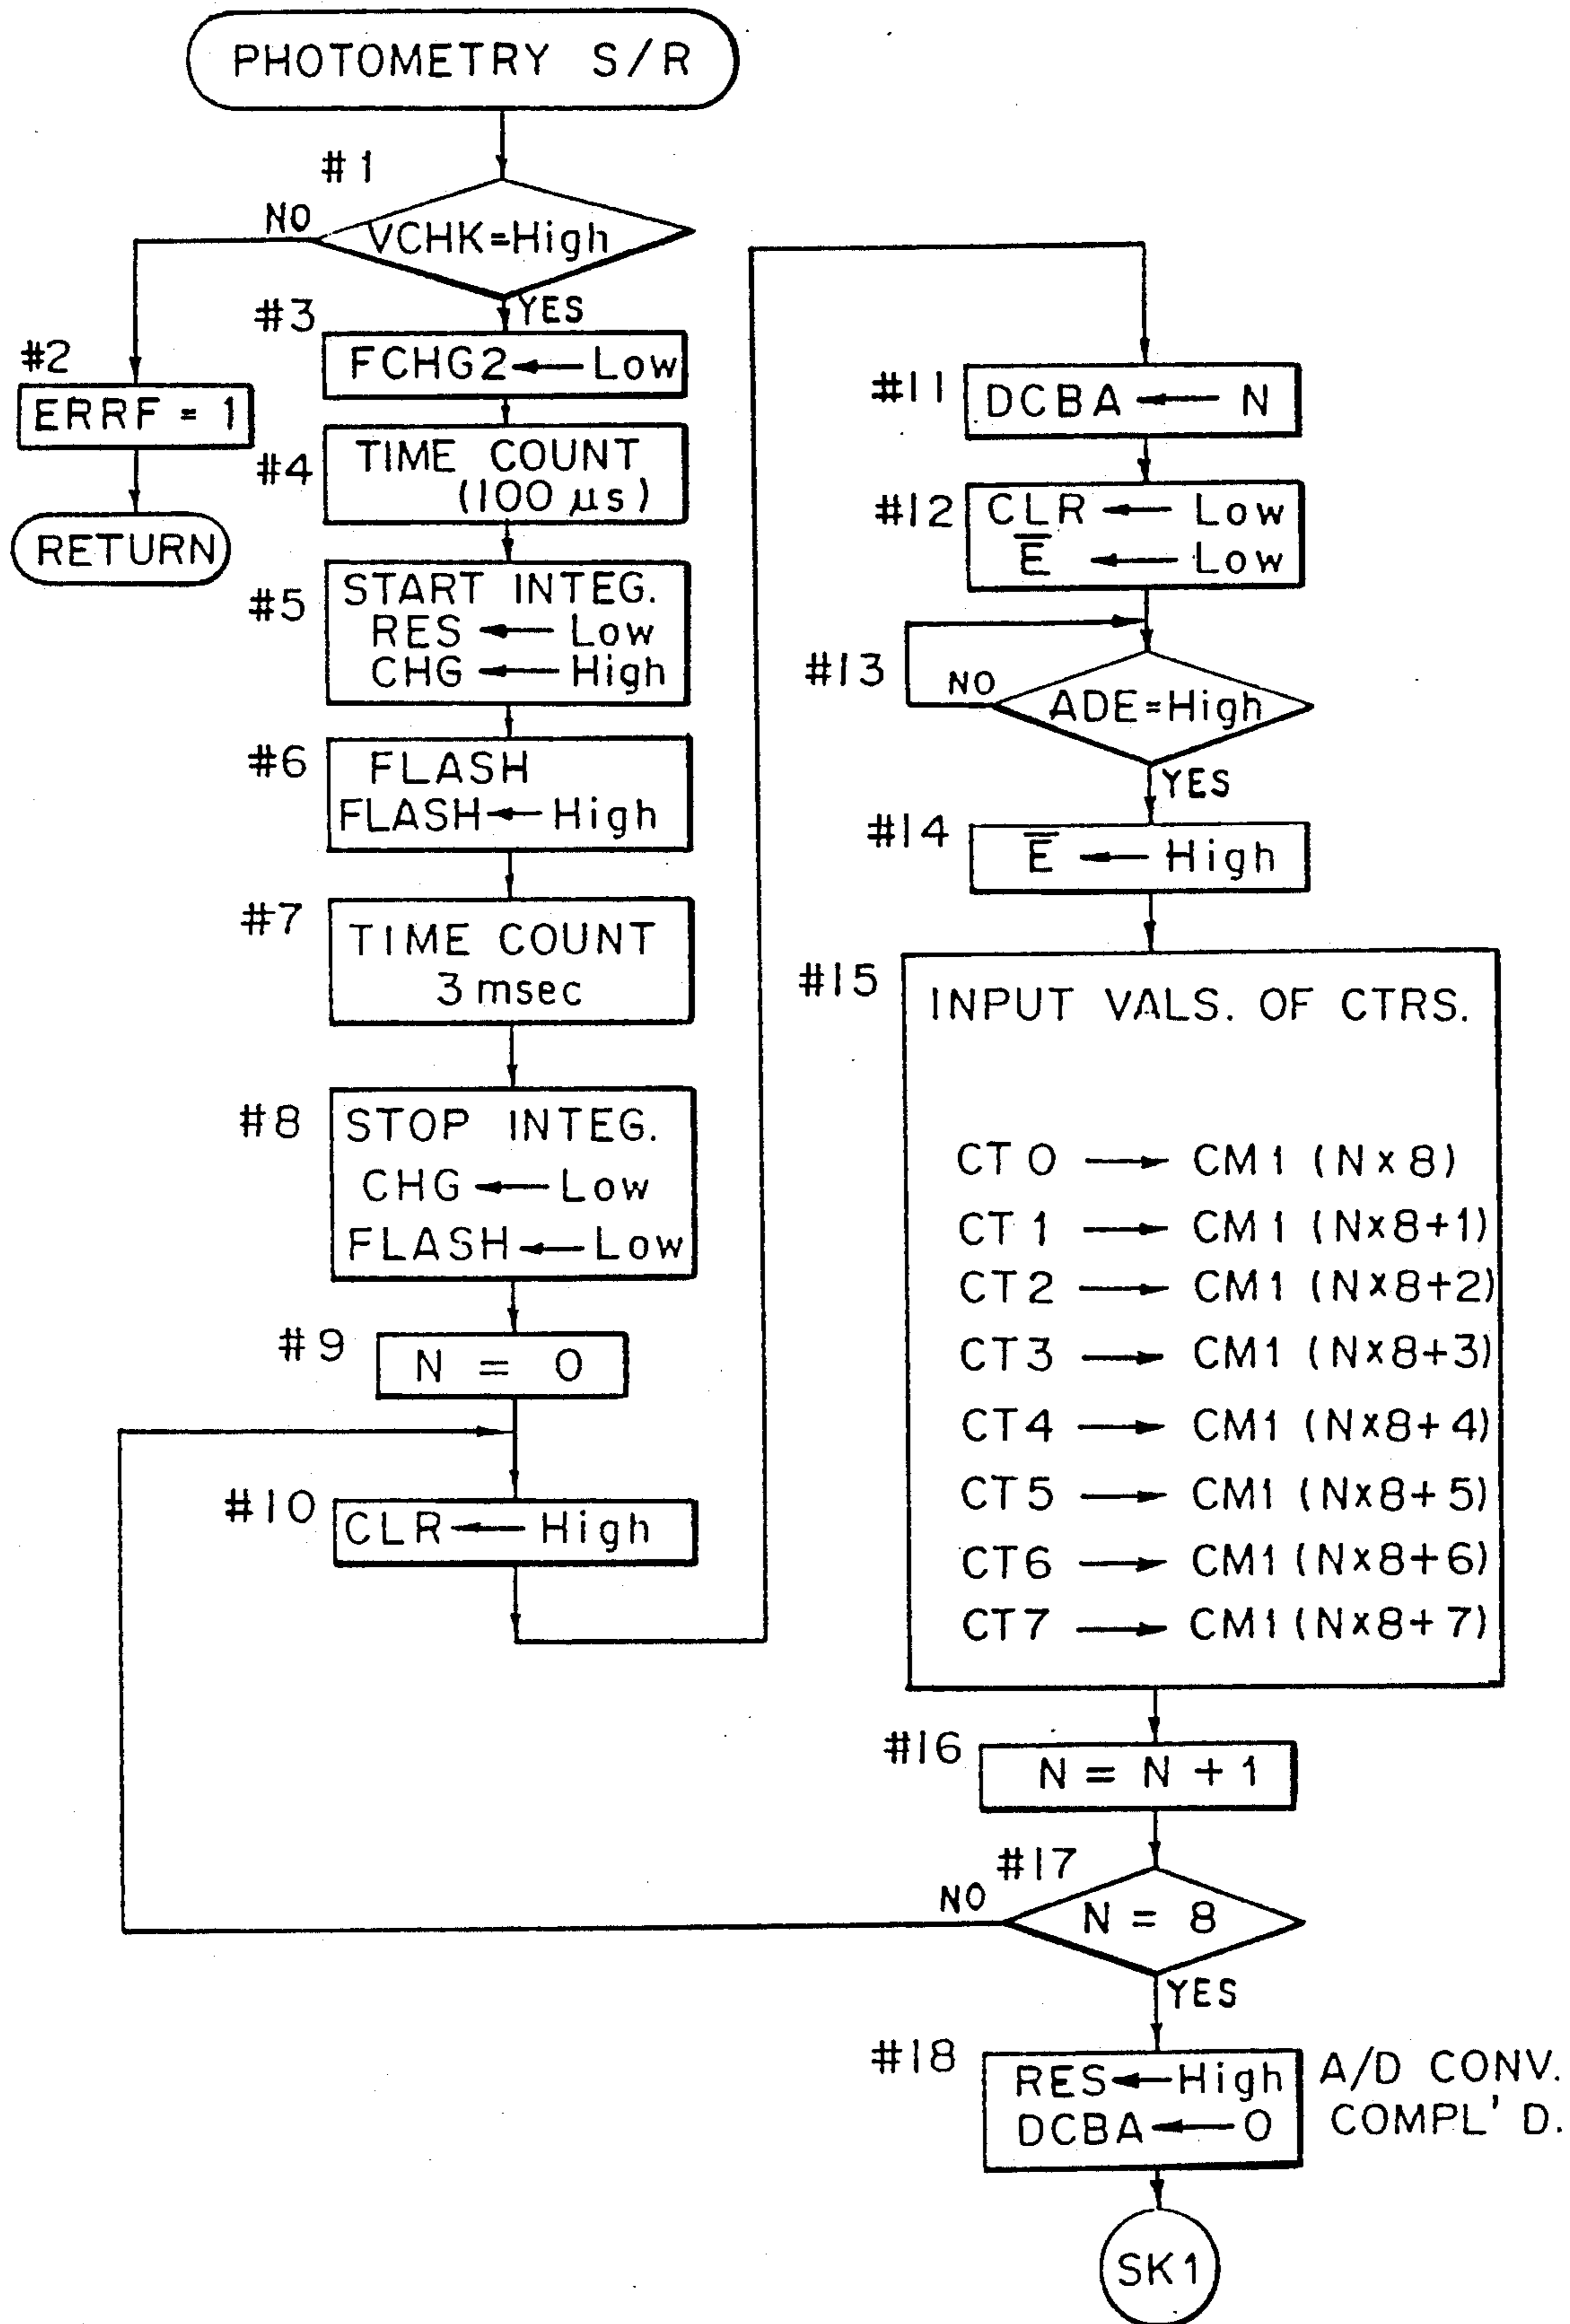 PHOTOMETRY S/R
#1
VCHK=High
NO
YES
#2
ERRF = 1
RETURN
#3
FCHG2 ← Low
#4
TIME COUNT
(100 µs)
#5
START INTEG.
RES ← Low
CHG ← High
#6
FLASH
FLASH ← High
#7
TIME COUNT
3 msec
#8
STOP INTEG.
CHG ← Low
FLASH ← Low
#9
N = 0
#10
CLR ← High
#11
DCBA ← N
#12
CLR ← Low
E̅ ← Low
#13
ADE=High
NO
YES
#14
E̅ ← High
#15
INPUT VALS. OF CTRS.
CT0 → CM1 (N×8)
CT1 → CM1 (N×8+1)
CT2 → CM1 (N×8+2)
CT3 → CM1 (N×8+3)
CT4 → CM1 (N×8+4)
CT5 → CM1 (N×8+5)
CT6 → CM1 (N×8+6)
CT7 → CM1 (N×8+7)
#16
N = N + 1
#17
N = 8
NO
YES
#18
RES ← High
DCBA ← 0
A/D CONV.
COMPL'D.
SK1